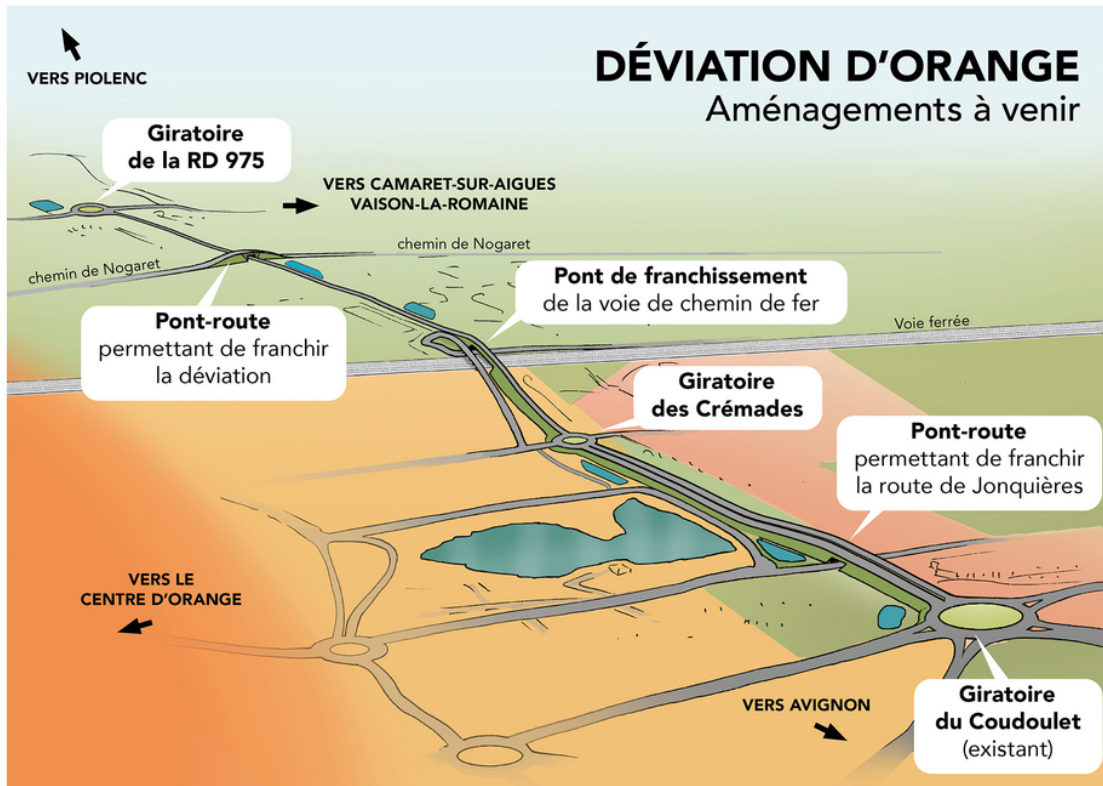 DÉVIATION D'ORANGE
Aménagements à venir
VERS PIOLENC
Giratoire
de la RD 975
VERS CAMARET-SUR-AIGUES
VAISON-LA-ROMAINE
chemin de Nogaret
chemin de Nogaret
Pont de franchissement
de la voie de chemin de fer
Pont-route
permettant de franchir
la déviation
Voie ferrée
Giratoire
des Crémades
Pont-route
permettant de franchir
la route de Jonquières
VERS LE
CENTRE D'ORANGE
VERS AVIGNON
Giratoire
du Coudoulet
(existant)